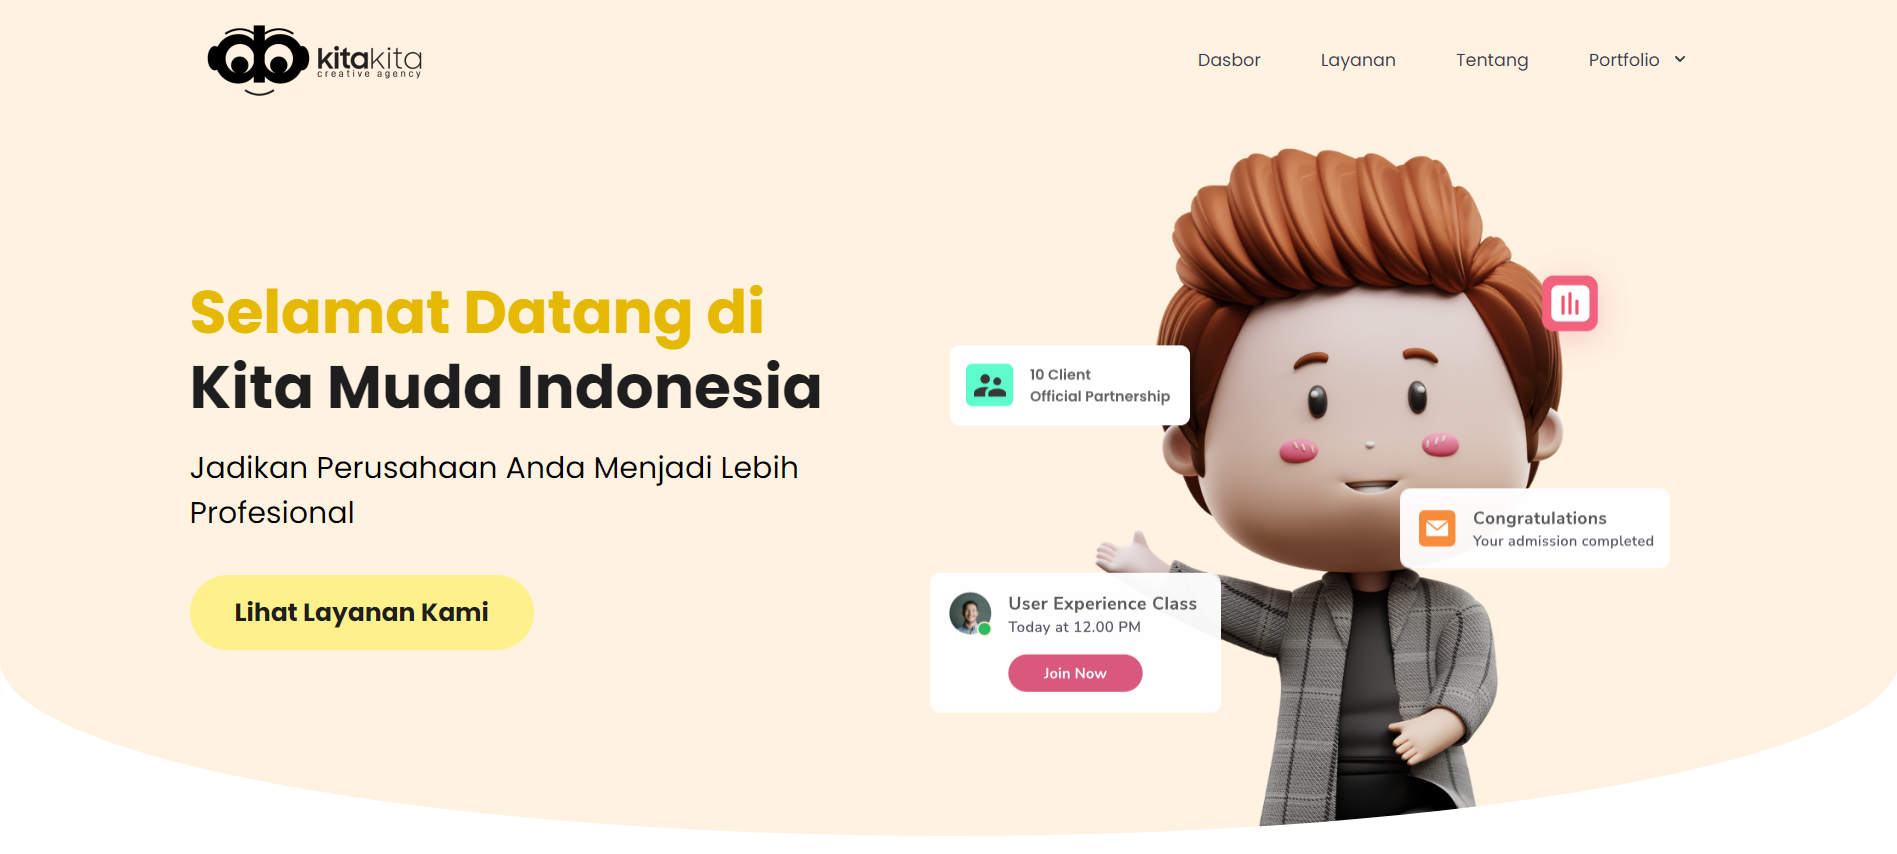 kitakita
creative agency
Dasbor
Layanan
Tentang
Portfolio
Selamat Datang di
Kita Muda Indonesia
Jadikan Perusahaan Anda Menjadi Lebih
Profesional
Lihat Layanan Kami
10 Client
Official Partnership
Congratulations
Your admission completed
User Experience Class
Today at 12.00 PM
Join Now